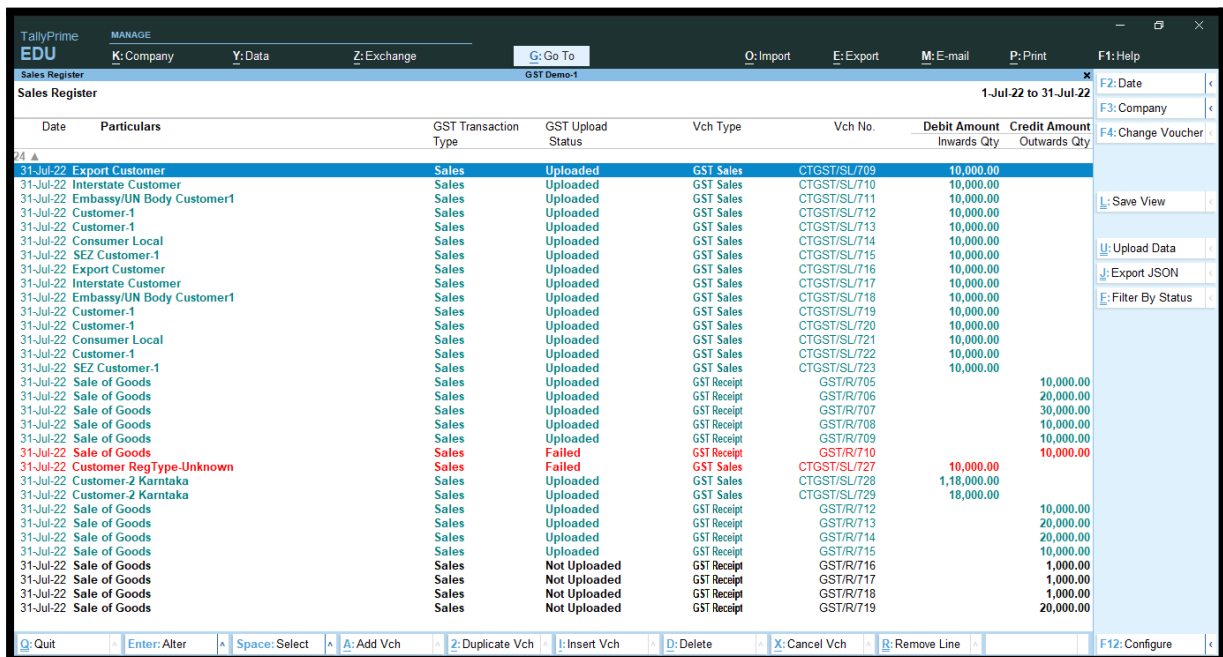 TallyPrime MANAGE
EDU K: Company Y: Data Z: Exchange G: Go To O: Import E: Export M: E-mail P: Print F1: Help
Sales Register GST Demo-1
Sales Register 1-Jul-22 to 31-Jul-22
Date Particulars GST Transaction Type GST Upload Status Vch Type Vch No. Debit Amount Inwards Qty Credit Amount Outwards Qty
24
31-Jul-22 Export Customer Sales Uploaded GST Sales CTGST/SL/709 10,000.00
31-Jul-22 Interstate Customer Sales Uploaded GST Sales CTGST/SL/710 10,000.00
31-Jul-22 Embassy/UN Body Customer1 Sales Uploaded GST Sales CTGST/SL/711 10,000.00
31-Jul-22 Customer-1 Sales Uploaded GST Sales CTGST/SL/712 10,000.00
31-Jul-22 Customer-1 Sales Uploaded GST Sales CTGST/SL/713 10,000.00
31-Jul-22 Consumer Local Sales Uploaded GST Sales CTGST/SL/714 10,000.00
31-Jul-22 SEZ Customer-1 Sales Uploaded GST Sales CTGST/SL/715 10,000.00
31-Jul-22 Export Customer Sales Uploaded GST Sales CTGST/SL/716 10,000.00
31-Jul-22 Interstate Customer Sales Uploaded GST Sales CTGST/SL/717 10,000.00
31-Jul-22 Embassy/UN Body Customer1 Sales Uploaded GST Sales CTGST/SL/718 10,000.00
31-Jul-22 Customer-1 Sales Uploaded GST Sales CTGST/SL/719 10,000.00
31-Jul-22 Customer-1 Sales Uploaded GST Sales CTGST/SL/720 10,000.00
31-Jul-22 Consumer Local Sales Uploaded GST Sales CTGST/SL/721 10,000.00
31-Jul-22 Customer-1 Sales Uploaded GST Sales CTGST/SL/722 10,000.00
31-Jul-22 SEZ Customer-1 Sales Uploaded GST Sales CTGST/SL/723 10,000.00
31-Jul-22 Sale of Goods Sales Uploaded GST Receipt GST/R/705 10,000.00
31-Jul-22 Sale of Goods Sales Uploaded GST Receipt GST/R/706 20,000.00
31-Jul-22 Sale of Goods Sales Uploaded GST Receipt GST/R/707 30,000.00
31-Jul-22 Sale of Goods Sales Uploaded GST Receipt GST/R/708 10,000.00
31-Jul-22 Sale of Goods Sales Uploaded GST Receipt GST/R/709 10,000.00
31-Jul-22 Sale of Goods Sales Failed GST Receipt GST/R/710 10,000.00
31-Jul-22 Customer RegType-Unknown Sales Failed GST Sales CTGST/SL/727 10,000.00
31-Jul-22 Customer-2 Karntaka Sales Uploaded GST Sales CTGST/SL/728 1,18,000.00
31-Jul-22 Customer-2 Karntaka Sales Uploaded GST Sales CTGST/SL/729 18,000.00
31-Jul-22 Sale of Goods Sales Uploaded GST Receipt GST/R/712 10,000.00
31-Jul-22 Sale of Goods Sales Uploaded GST Receipt GST/R/713 20,000.00
31-Jul-22 Sale of Goods Sales Uploaded GST Receipt GST/R/714 20,000.00
31-Jul-22 Sale of Goods Sales Uploaded GST Receipt GST/R/715 10,000.00
31-Jul-22 Sale of Goods Sales Not Uploaded GST Receipt GST/R/716 1,000.00
31-Jul-22 Sale of Goods Sales Not Uploaded GST Receipt GST/R/717 1,000.00
31-Jul-22 Sale of Goods Sales Not Uploaded GST Receipt GST/R/718 1,000.00
31-Jul-22 Sale of Goods Sales Not Uploaded GST Receipt GST/R/719 20,000.00
F2: Date
F3: Company
F4: Change Voucher
L: Save View
U: Upload Data
J: Export JSON
F: Filter By Status
Q: Quit Enter: Alter Space: Select A: Add Vch 2: Duplicate Vch I: Insert Vch D: Delete X: Cancel Vch R: Remove Line F12: Configure